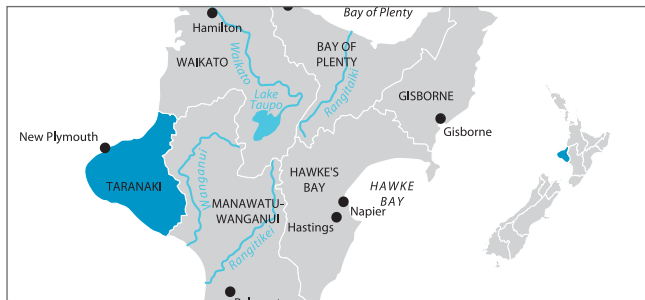 Bay of Plenty
Hamilton
WAIKATO
Waikato
BAY OF
PLENTY
Lake
Taupo
Rangitaiki
GISBORNE
Gisborne
New Plymouth
TARANAKI
Wanganui
HAWKE'S
BAY
HAWKE
BAY
MANAWATU-
WANGANUI
Napier
Hastings
Rangitikei